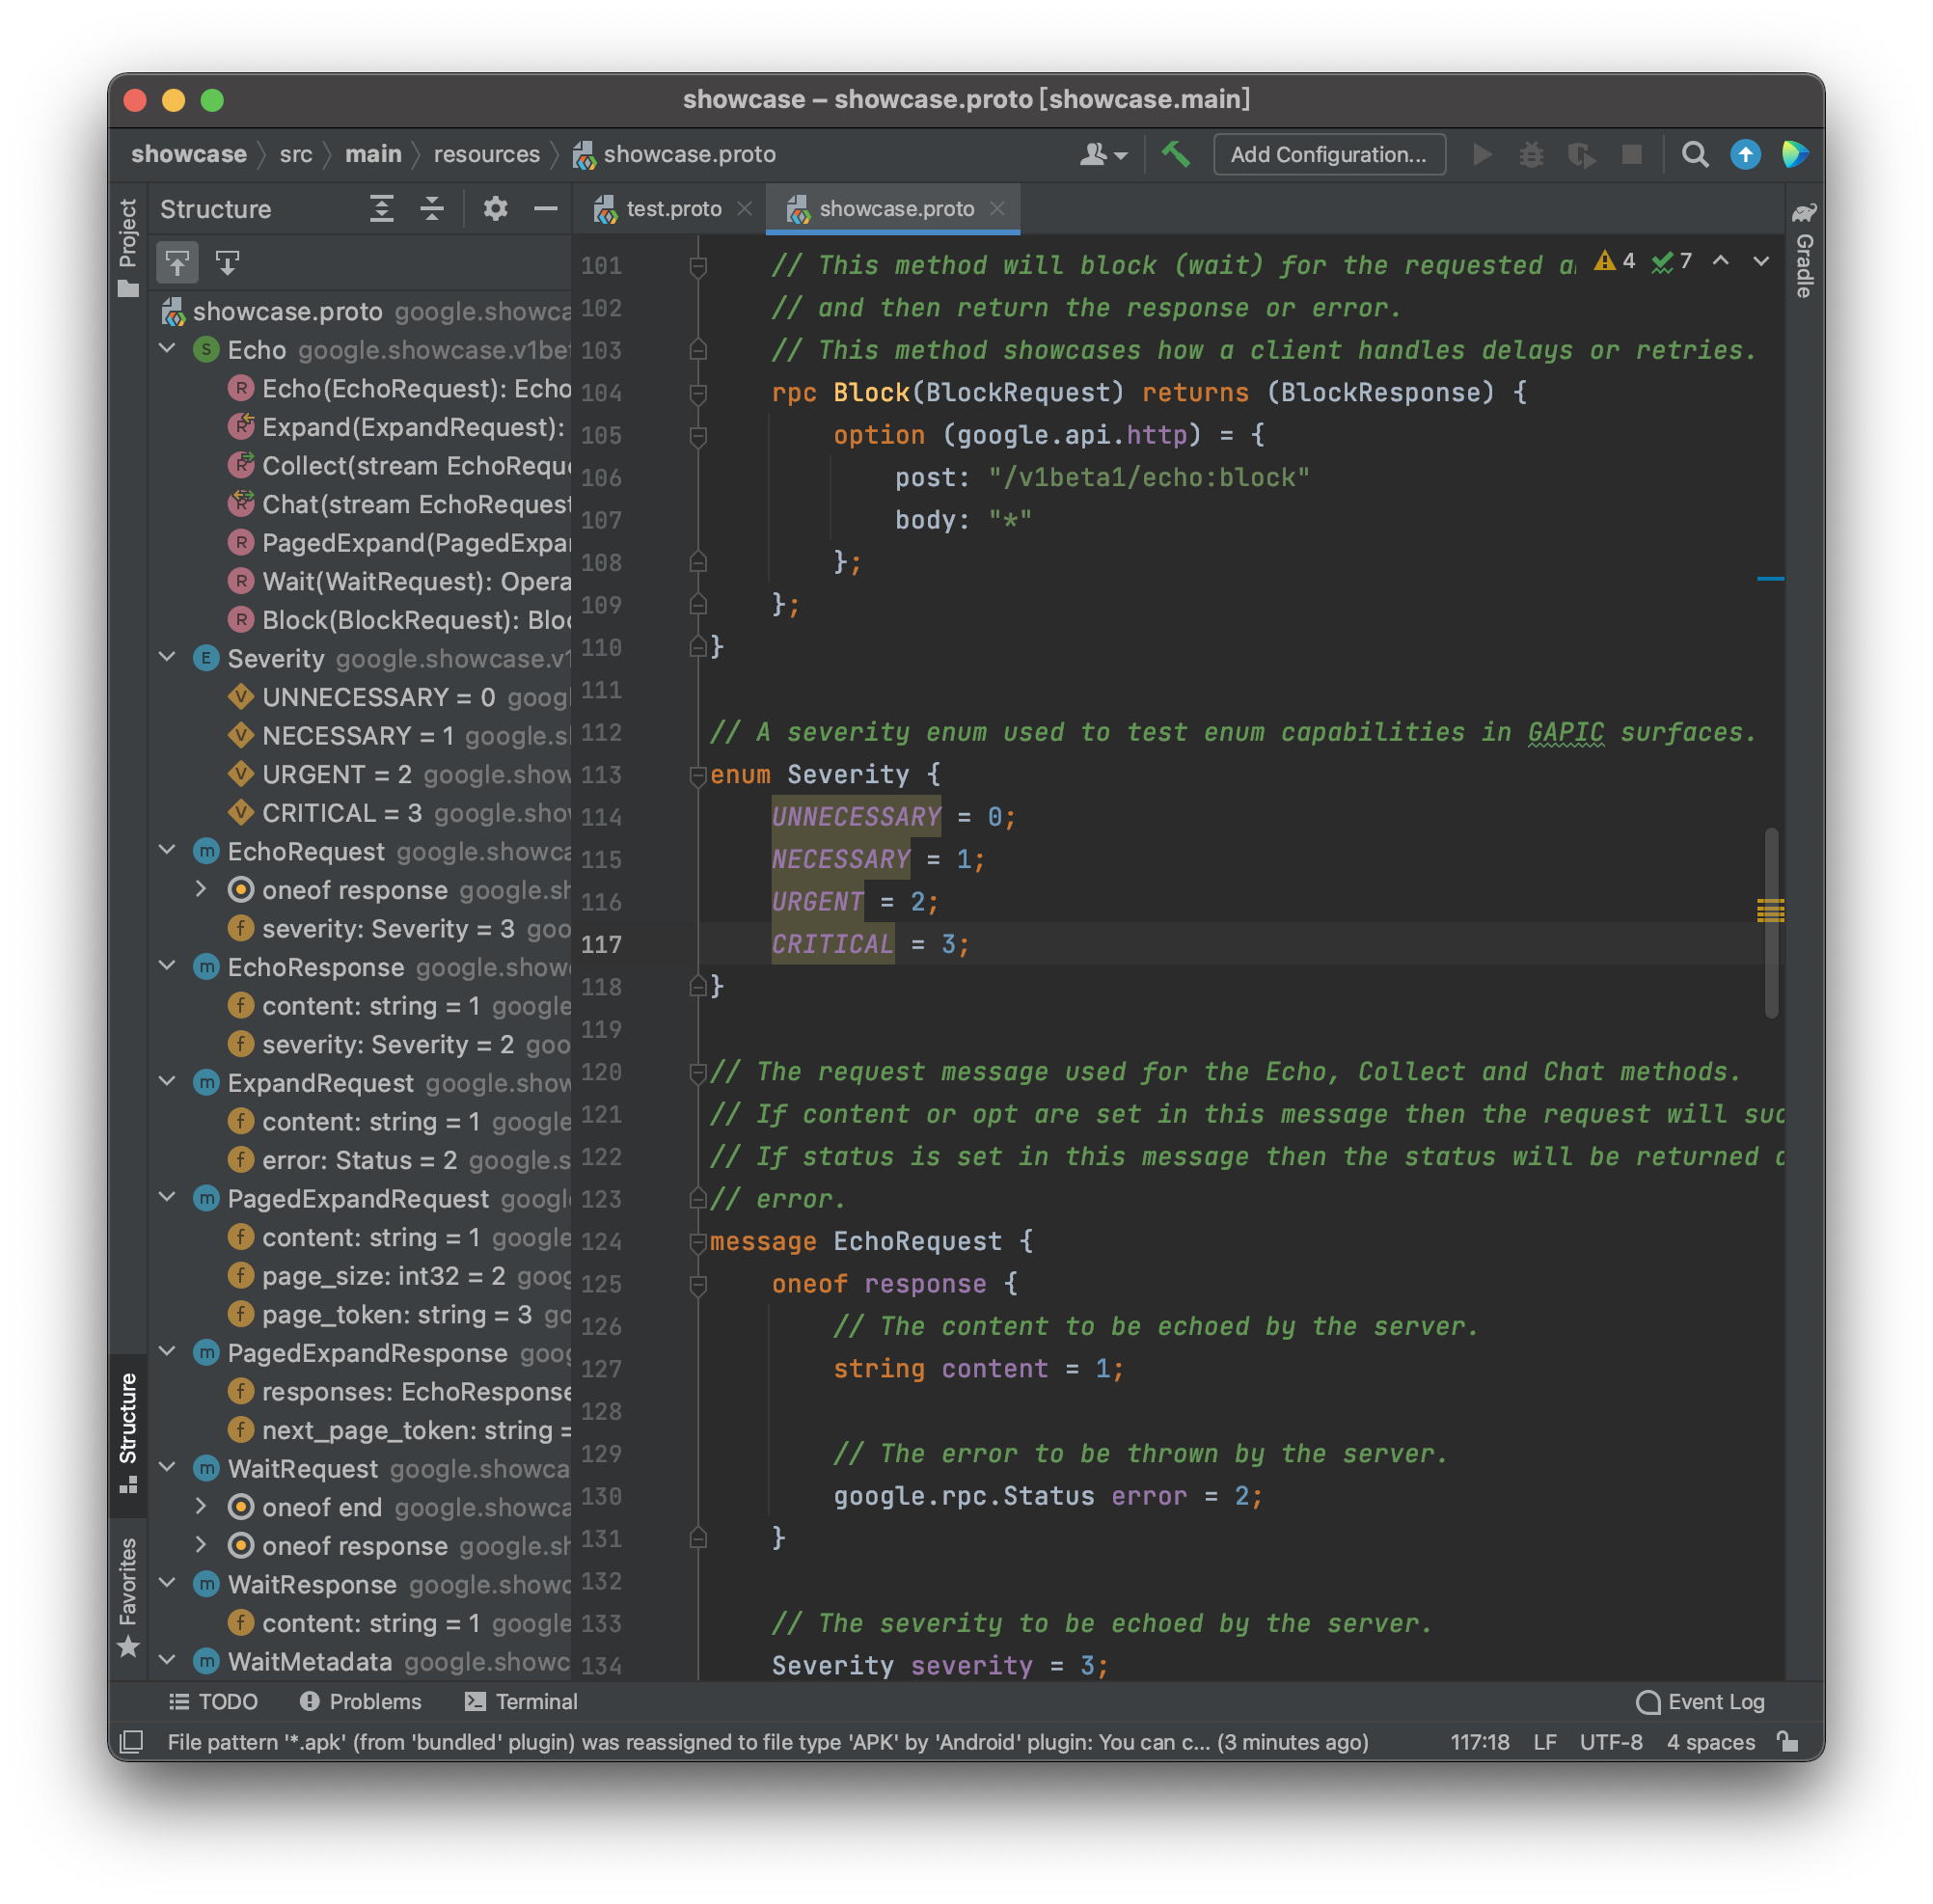 showcase – showcase.proto [showcase.main]
showcase src main resources showcase.proto Add Configuration...
Project
Structure
test.proto showcase.proto
Gradle
showcase.proto google.showca
S Echo google.showcase.v1be
R Echo(EchoRequest): Echo
R Expand(ExpandRequest):
R Collect(stream EchoReque
R Chat(stream EchoRequest
R PagedExpand(PagedExpa
R Wait(WaitRequest): Opera
R Block(BlockRequest): Bloc
E Severity google.showcase.v1
V UNNECESSARY = 0 googl
V NECESSARY = 1 google.s
V URGENT = 2 google.show
V CRITICAL = 3 google.show
m EchoRequest google.showca
oneof response google.sh
f severity: Severity = 3 goo
m EchoResponse google.show
f content: string = 1 google
f severity: Severity = 2 goo
m ExpandRequest google.show
f content: string = 1 google
f error: Status = 2 google.s
m PagedExpandRequest google
f content: string = 1 google
f page_size: int32 = 2 goog
f page_token: string = 3 go
m PagedExpandResponse goog
f responses: EchoResponse
f next_page_token: string =
m WaitRequest google.showca
oneof end google.showca
oneof response google.sh
m WaitResponse google.showc
f content: string = 1 google
m WaitMetadata google.showc
Structure
Favorites
101 // This method will block (wait) for the requested a
4 7
102 // and then return the response or error.
103 // This method showcases how a client handles delays or retries.
104 rpc Block(BlockRequest) returns (BlockResponse) {
105 option (google.api.http) = {
106 post: "/v1beta1/echo:block"
107 body: "*"
108 };
109 };
110 }
111
112 // A severity enum used to test enum capabilities in GAPIC surfaces.
113 enum Severity {
114 UNNECESSARY = 0;
115 NECESSARY = 1;
116 URGENT = 2;
117 CRITICAL = 3;
118 }
119
120 // The request message used for the Echo, Collect and Chat methods.
121 // If content or opt are set in this message then the request will suc
122 // If status is set in this message then the status will be returned a
123 // error.
124 message EchoRequest {
125 oneof response {
126 // The content to be echoed by the server.
127 string content = 1;
128
129 // The error to be thrown by the server.
130 google.rpc.Status error = 2;
131 }
132
133 // The severity to be echoed by the server.
134 Severity severity = 3;
TODO Problems Terminal Event Log
File pattern '*.apk' (from 'bundled' plugin) was reassigned to file type 'APK' by 'Android' plugin: You can c... (3 minutes ago) 117:18 LF UTF-8 4 spaces